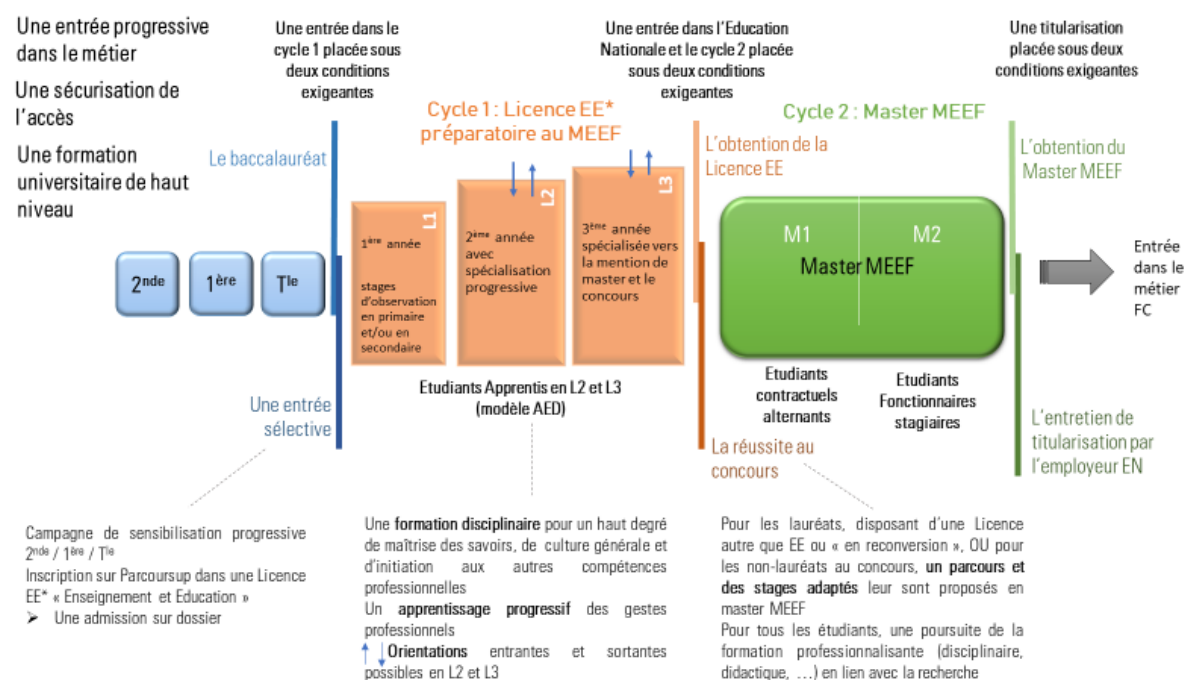 Une entrée progressive
dans le métier
Une sécurisation de
l'accès
Une formation
universitaire de haut
niveau
Une entrée dans le
cycle 1 placée sous
deux conditions
exigeantes
Une entrée dans l'Education
Nationale et le cycle 2 placée
sous deux conditions
exigeantes
Une titularisation
placée sous deux
conditions exigeantes
Cycle 1 : Licence EE*
préparatoire au MEEF
Cycle 2 : Master MEEF
Le baccalauréat
L'obtention de la
Licence EE
L'obtention du
Master MEEF
2nde
1ère
Tle
L1
1ère année
stages
d'observation
en primaire
et/ou en
secondaire
L2
2ème année
avec
spécialisation
progressive
L3
3ème année
spécialisée vers
la mention de
master et le
concours
M1
M2
Master MEEF
Entrée
dans le
métier
FC
Une entrée
sélective
Etudiants Apprentis en L2 et L3
(modèle AED)
Etudiants
contractuels
alternants
Etudiants
Fonctionnaires
stagiaires
La réussite au
concours
L'entretien de
titularisation par
l'employeur EN
Campagne de sensibilisation progressive
2nde / 1ère / Tle
Inscription sur Parcoursup dans une Licence
EE* « Enseignement et Education »
➤ Une admission sur dossier
Une formation disciplinaire pour un haut degré
de maîtrise des savoirs, de culture générale et
d'initiation aux autres compétences
professionnelles
Un apprentissage progressif des gestes
professionnels
Orientations entrantes et sortantes
possibles en L2 et L3
Pour les lauréats, disposant d'une Licence
autre que EE ou « en reconversion », OU pour
les non-lauréats au concours, un parcours et
des stages adaptés leur sont proposés en
master MEEF
Pour tous les étudiants, une poursuite de la
formation professionnalisante (disciplinaire,
didactique, …) en lien avec la recherche